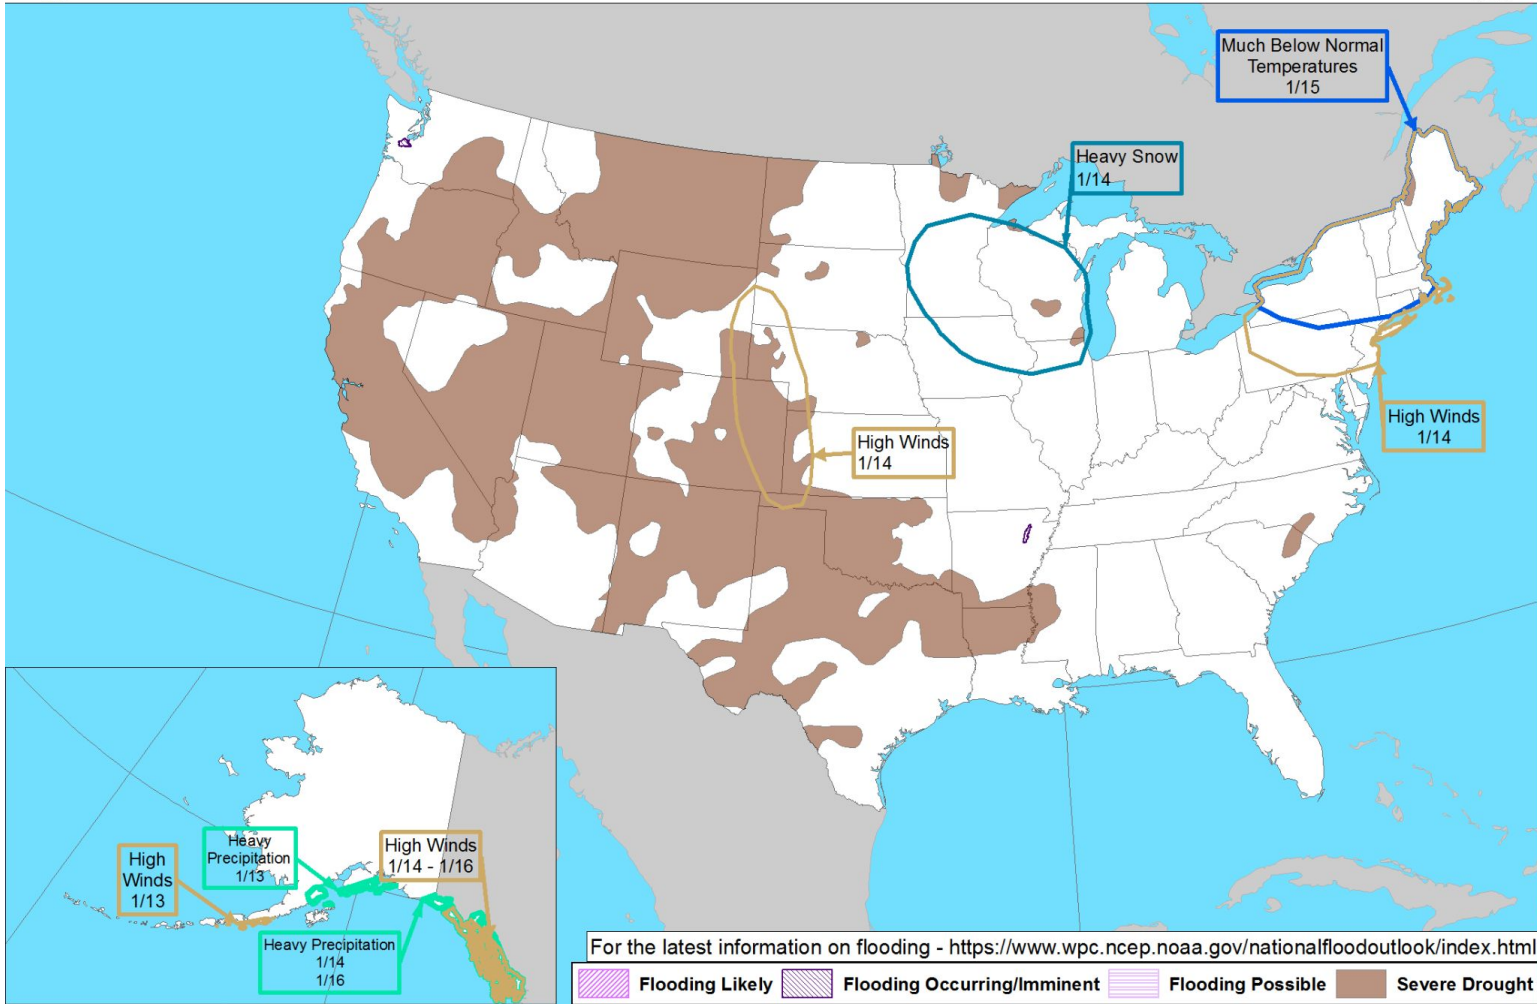 Much Below Normal
Temperatures
1/15
Heavy Snow
1/14
High Winds
1/14
High Winds
1/14
Heavy
Precipitation
1/13
High Winds
1/14 - 1/16
High
Winds
1/13
Heavy Precipitation
1/14
1/16
For the latest information on flooding - https://www.wpc.ncep.noaa.gov/nationalfloodoutlook/index.html
Flooding Likely
Flooding Occurring/Imminent
Flooding Possible
Severe Drought